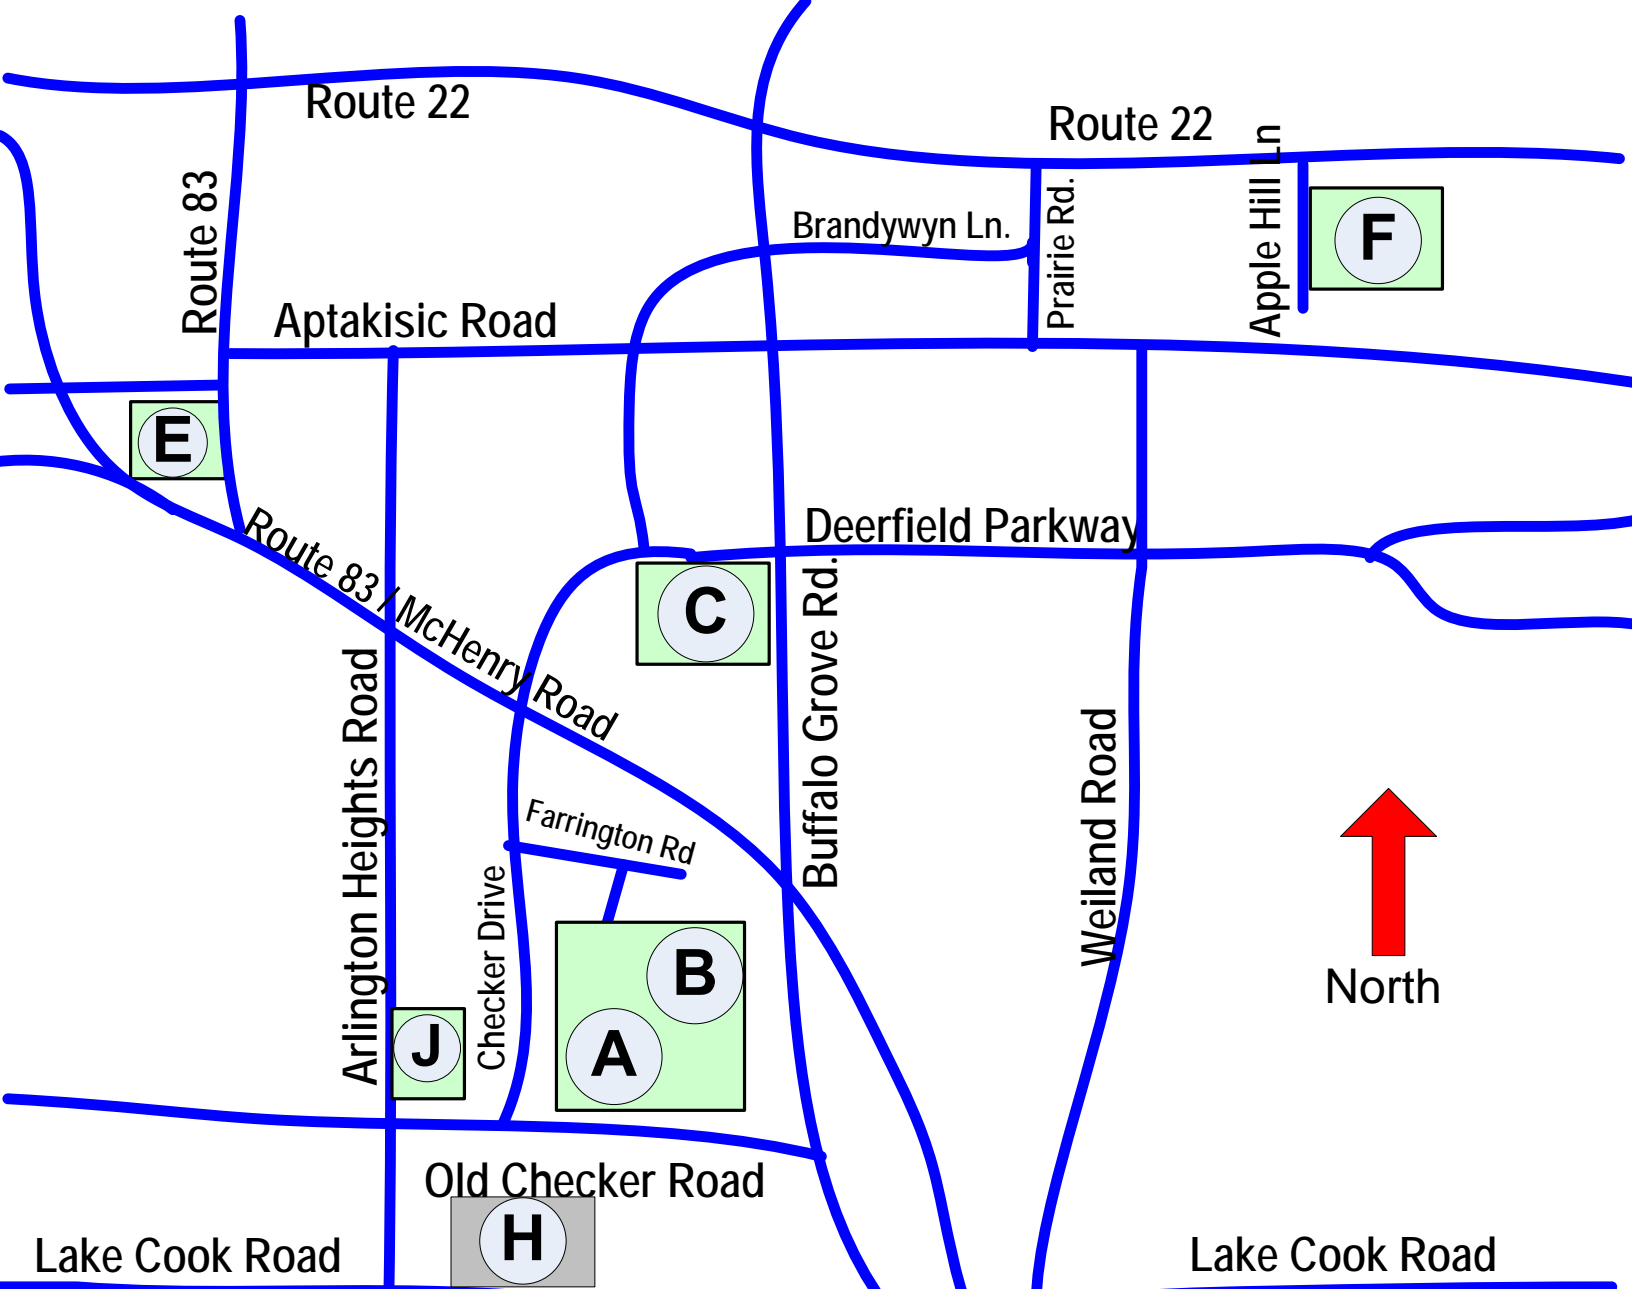 Route 22
Route 22
Apple Hill Ln
Route 83
Prairie Rd.
F
Brandywyn Ln.
Aptakisic Road
E
Route 83 / McHenry Road
Deerfield Parkway
C
Buffalo Grove Rd.
Arlington Heights Road
Weiland Road
Farrington Rd
Checker Drive
B
North
A
J
Old Checker Road
H
Lake Cook Road
Lake Cook Road